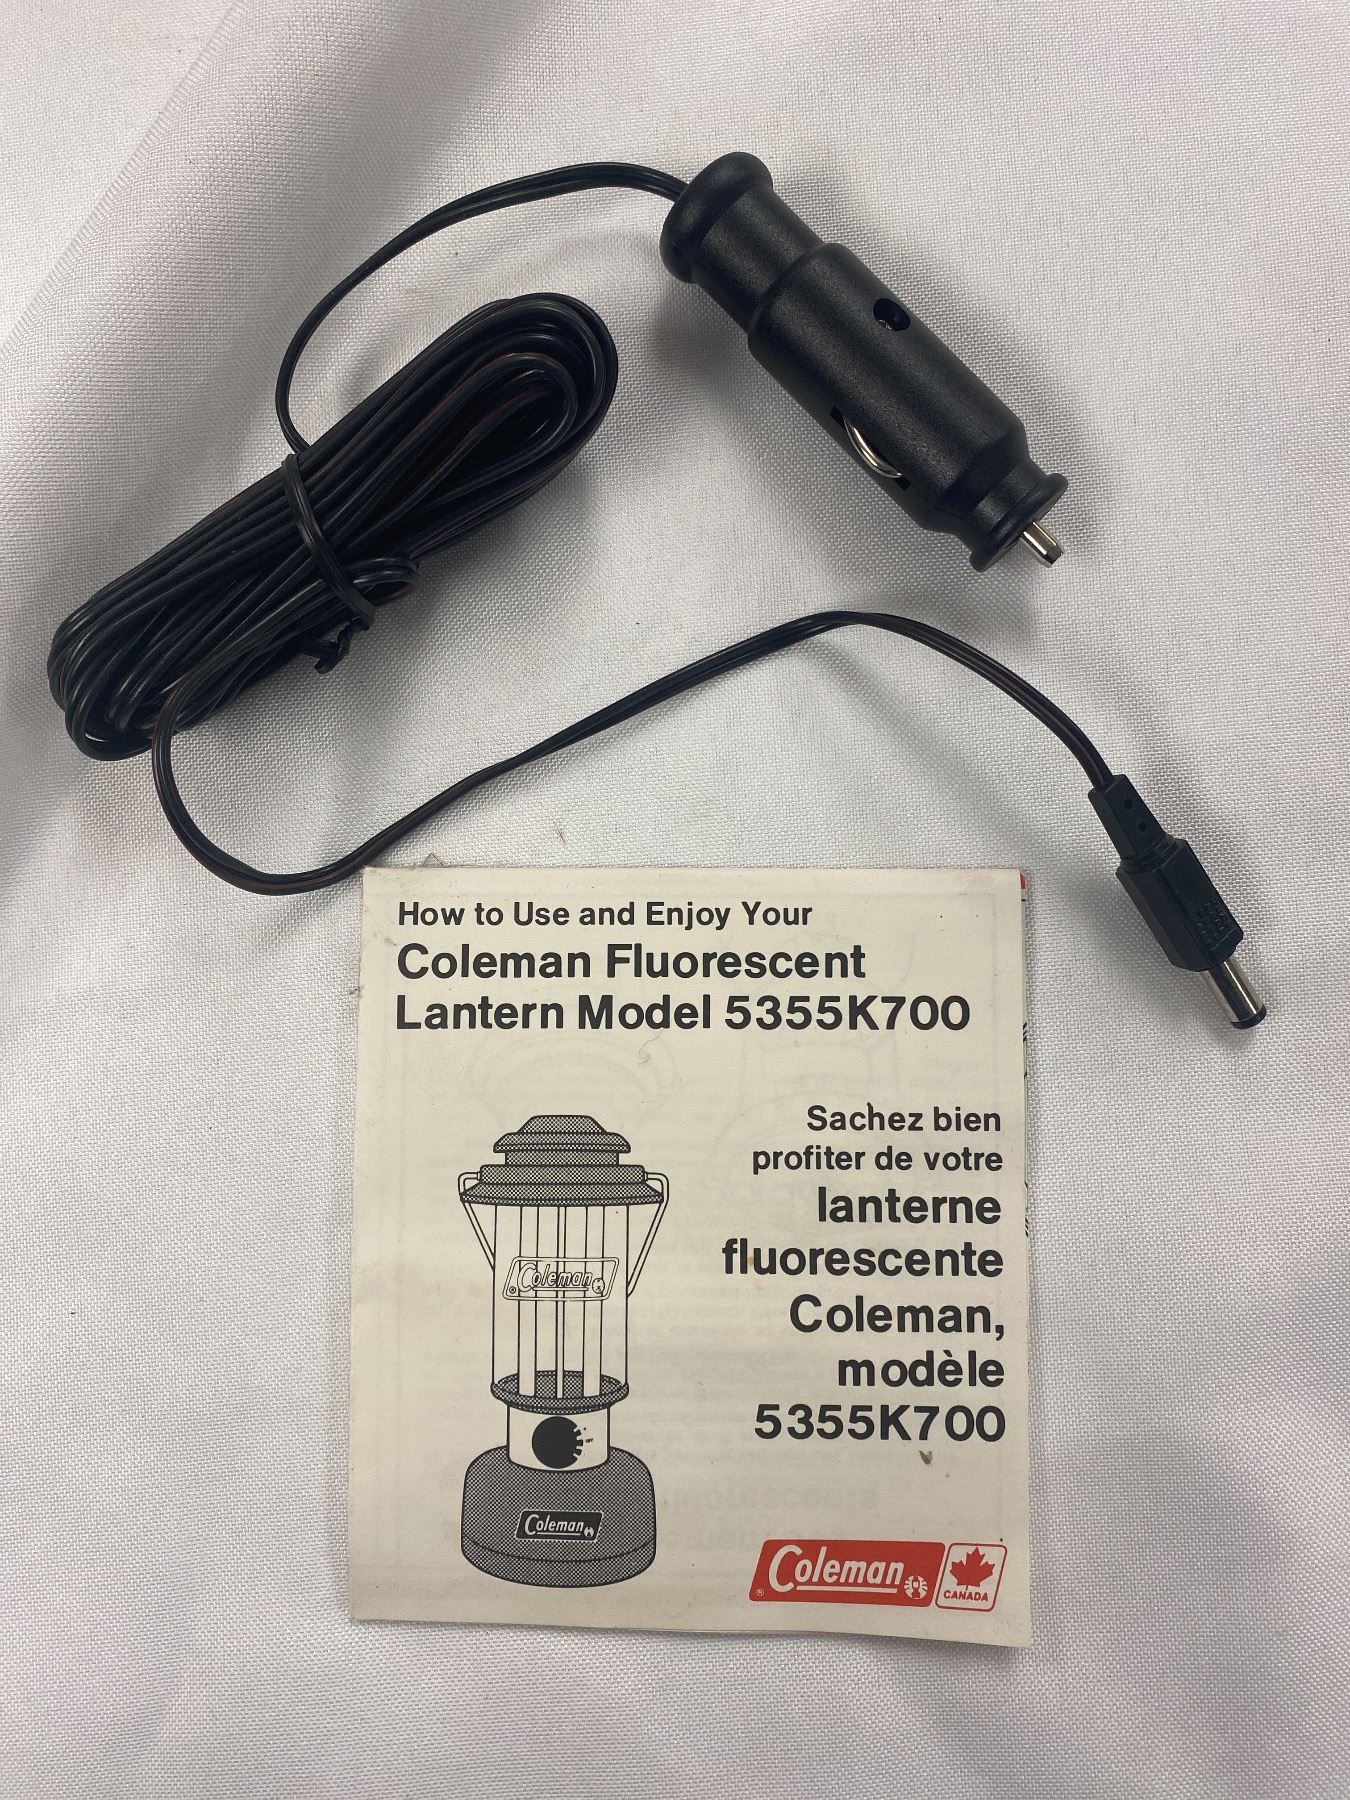 How to Use and Enjoy Your
Coleman Fluorescent
Lantern Model 5355K700
Sachez bien
profiter de votre
lanterne
fluorescente
Coleman,
modèle
5355K700
Coleman
OFF
Coleman
Coleman
CANADA